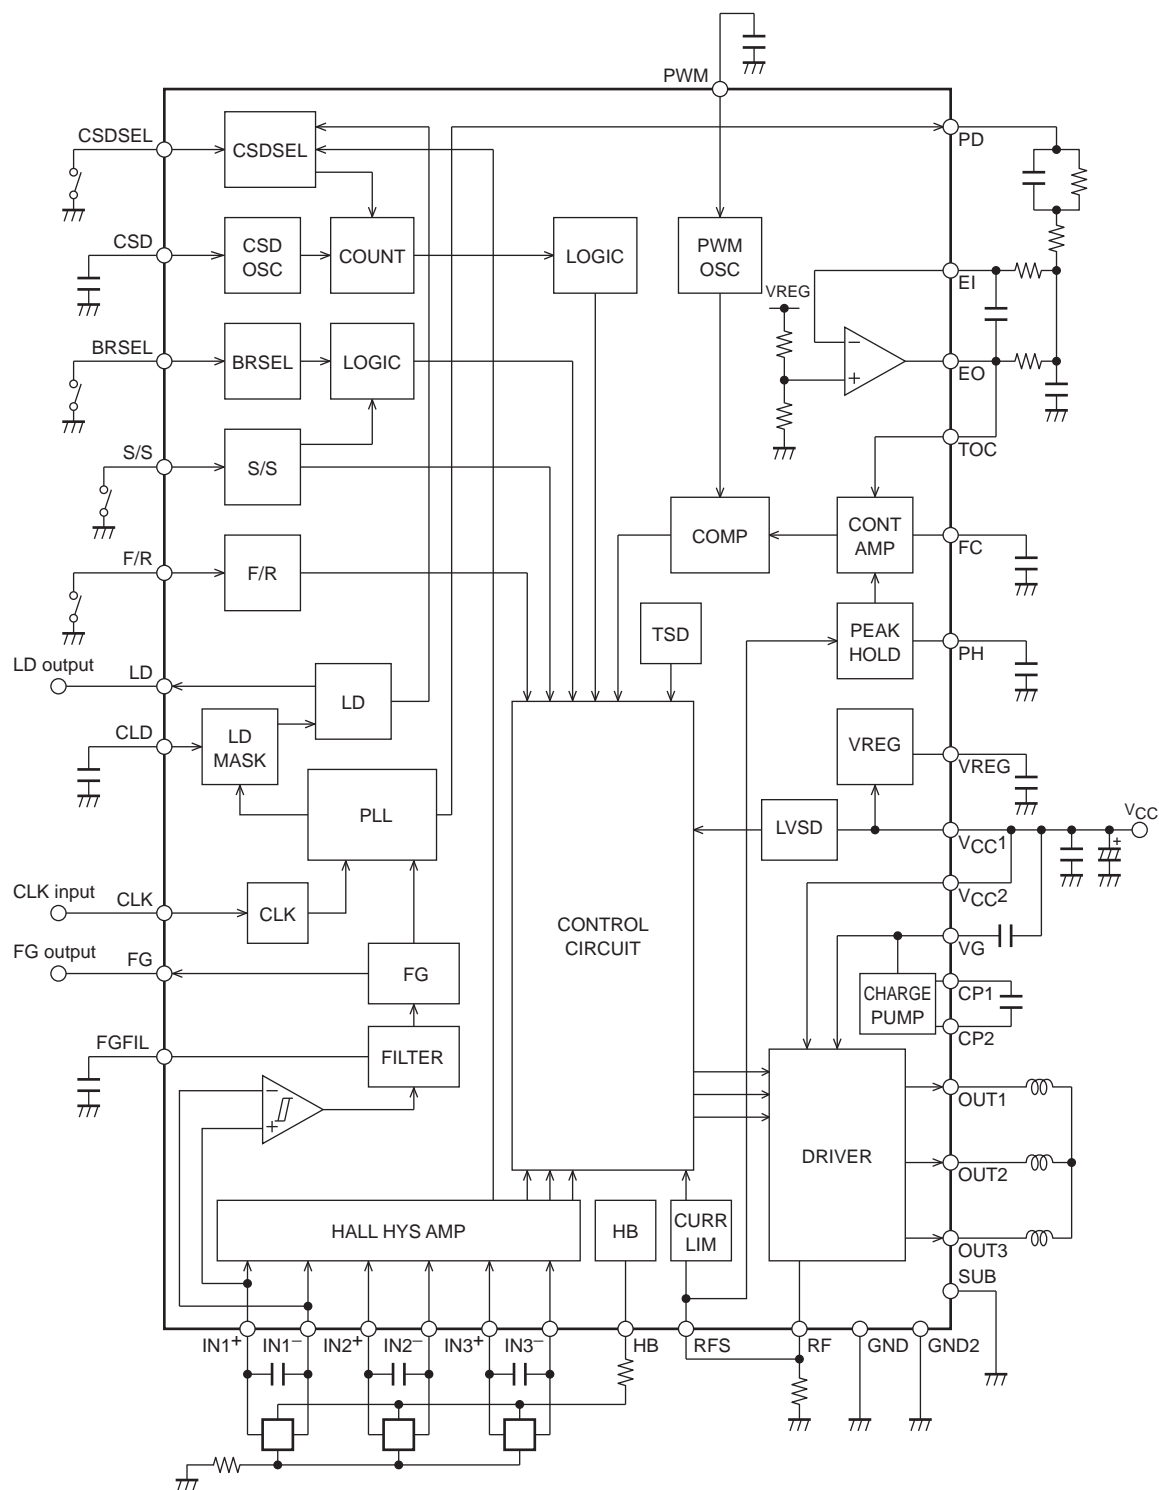 PWM
CSDSEL
CSDSEL
PD
CSD
CSD
OSC
COUNT
LOGIC
PWM
OSC
EI
VREG
BRSEL
BRSEL
LOGIC
−
+
EO
S/S
S/S
TOC
COMP
CONT
AMP
FC
F/R
F/R
TSD
PEAK
HOLD
PH
LD output
LD
LD
CLD
LD
MASK
VREG
VREG
PLL
LVSD
VCC1
VCC
+
VCC2
CLK input
CLK
CLK
CONTROL
CIRCUIT
VG
FG output
FG
FG
CHARGE
PUMP
CP1
CP2
FGFIL
FILTER
−
+
OUT1
DRIVER
OUT2
HALL HYS AMP
HB
CURR
LIM
OUT3
SUB
IN1+
IN1−
IN2+
IN2−
IN3+
IN3−
HB
RFS
RF
GND
GND2